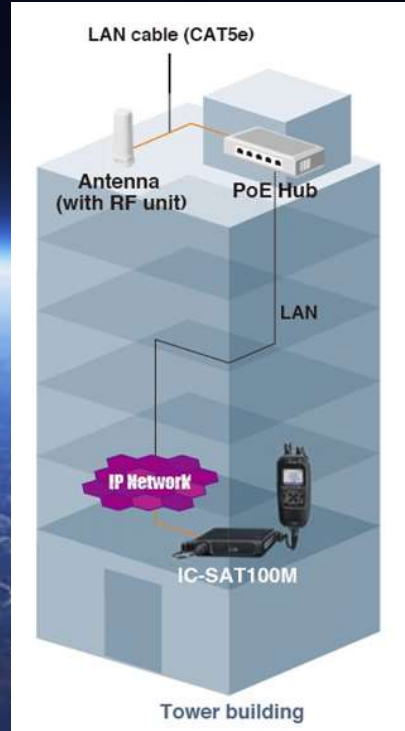 LAN cable (CAT5e)
Antenna
(with RF unit)
PoE Hub
LAN
IP Network
IC-SAT100M
Tower building